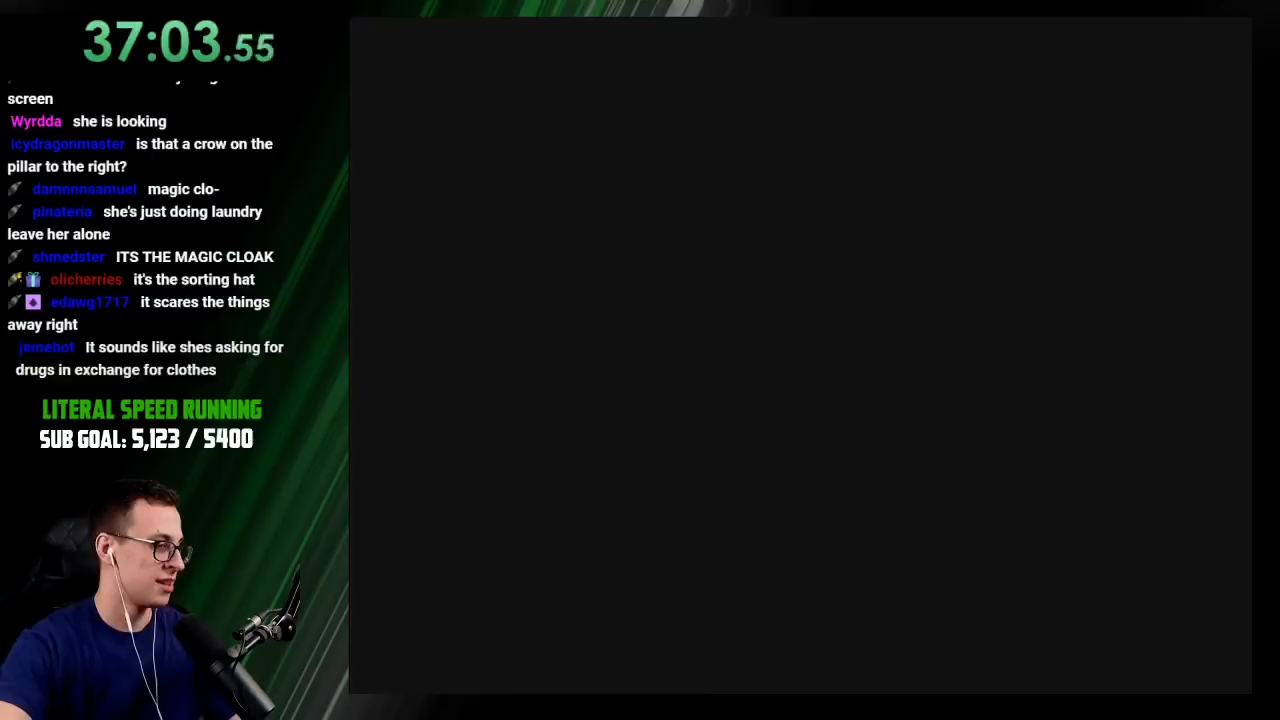 37:03.55
screen
Wyrdda she is looking
icydragonmaster is that a crow on the
pillar to the right?
damnnnsamuel magic clo-
pinateria she's just doing laundry
leave her alone
shmedster ITS THE MAGIC CLOAK
olicherries it's the sorting hat
edawg1717 it scares the things
away right
jemebot It sounds like shes asking for
drugs in exchange for clothes
LITERAL SPEED RUNNING
SUB GOAL: 5,123 / 5400